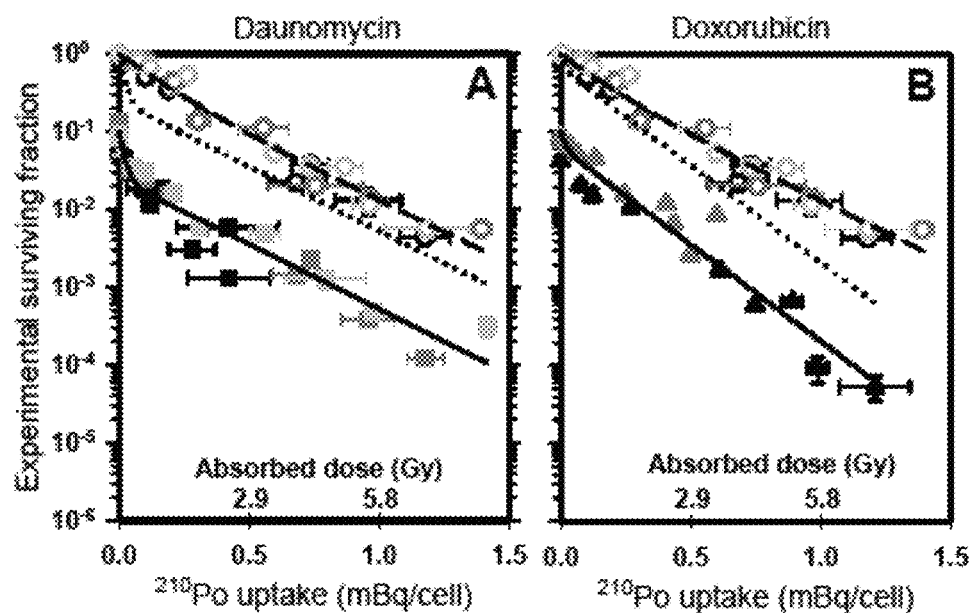 Daunomycin
Doxorubicin
Experimental surviving fraction
10⁰
10⁻¹
10⁻²
10⁻³
10⁻⁴
10⁻⁵
10⁻⁶
A
B
Absorbed dose (Gy)
2.9 5.8
Absorbed dose (Gy)
2.9 5.8
0.0 0.5 1.0 1.5
0.0 0.5 1.0 1.5
²¹⁰Po uptake (mBq/cell)
²¹⁰Po uptake (mBq/cell)